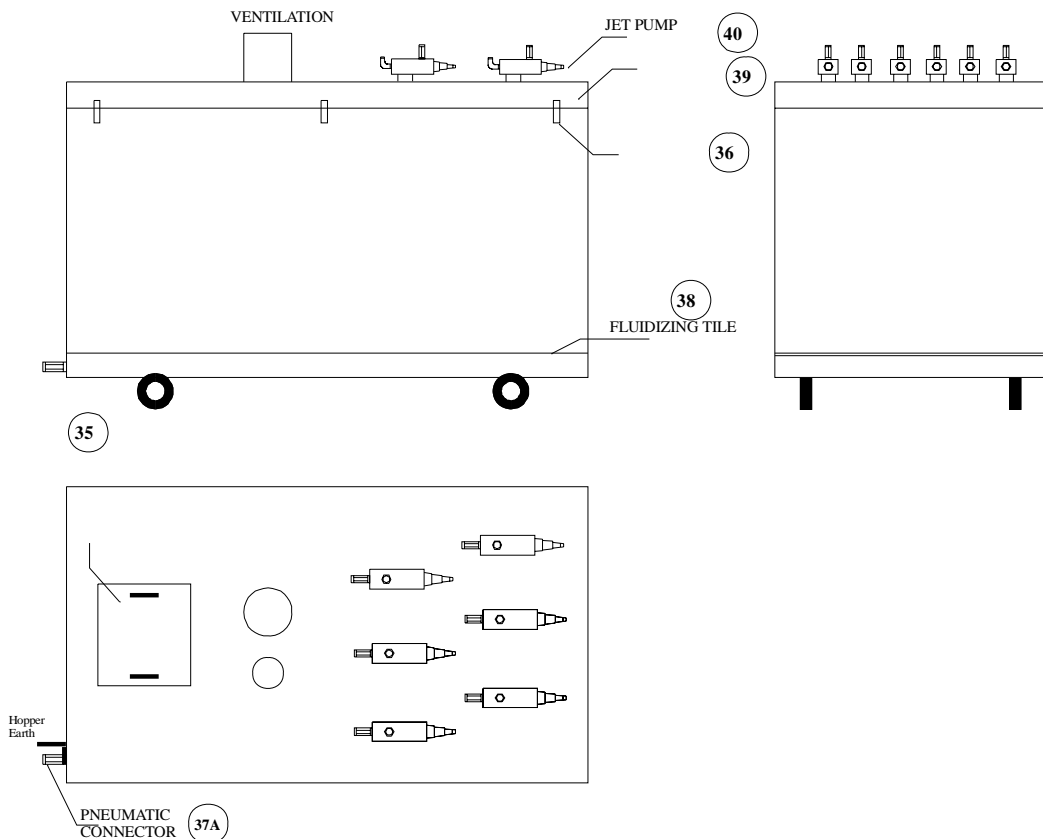 VENTILATION
JET PUMP
40
39
36
38
FLUIDIZING TILE
35
Hopper
Earth
PNEUMATIC
CONNECTOR
37A